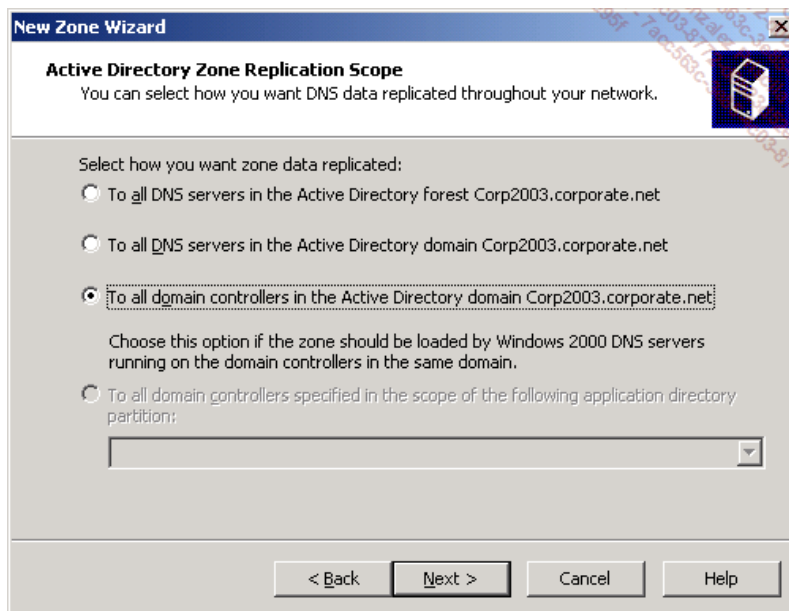 New Zone Wizard
Active Directory Zone Replication Scope
You can select how you want DNS data replicated throughout your network.
Select how you want zone data replicated:
To all DNS servers in the Active Directory forest Corp2003.corporate.net
To all DNS servers in the Active Directory domain Corp2003.corporate.net
To all domain controllers in the Active Directory domain Corp2003.corporate.net
Choose this option if the zone should be loaded by Windows 2000 DNS servers
running on the domain controllers in the same domain.
To all domain controllers specified in the scope of the following application directory
partition:
< Back
Next >
Cancel
Help